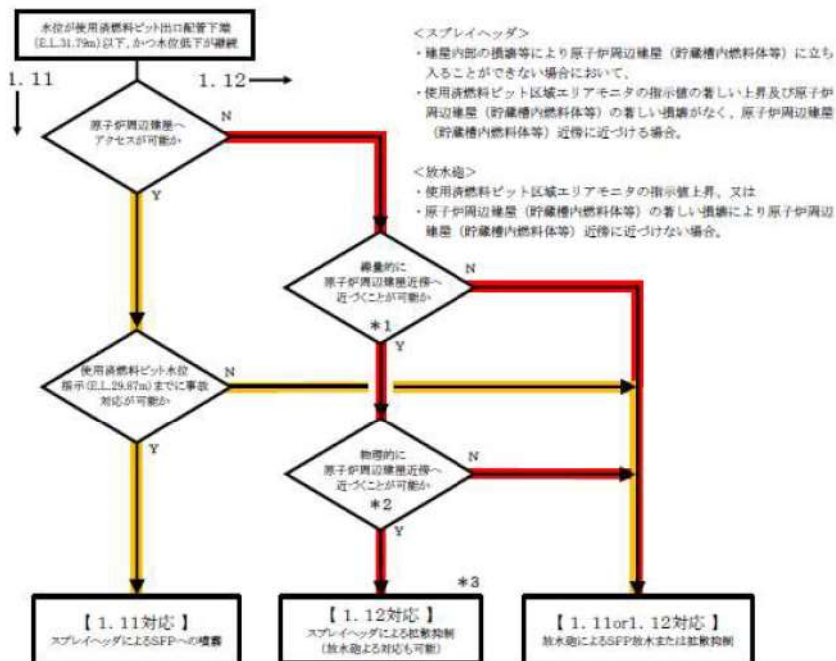 水位が使用済燃料ピット出口配管下端
(E.L.31.79m)以下、かつ水位低下が継続
1.11
1.12
原子炉周辺建屋へ
アクセスが可能か
N
Y
<スプレイヘッダ>
・建屋内部の損壊等により原子炉周辺建屋（貯蔵槽内燃料体等）に立ち
入ることができない場合において、
・使用済燃料ピット区域エリアモニタの指示値の著しい上昇及び原子炉
周辺建屋（貯蔵槽内燃料体等）の著しい損壊がなく、原子炉周辺建屋
（貯蔵槽内燃料体等）近傍に近づける場合。
<放水砲>
・使用済燃料ピット区域エリアモニタの指示値上昇、又は
・原子炉周辺建屋（貯蔵槽内燃料体等）の著しい損壊により原子炉周辺
建屋（貯蔵槽内燃料体等）近傍に近づけない場合。
線量的に
原子炉周辺建屋近傍へ
近づくことが可能か
*1
N
Y
使用済燃料ピット水位
指示(E.L.29.87m)までに事故
対応が可能か
N
Y
物理的に
原子炉周辺建屋近傍へ
近づくことが可能か
*2
N
Y
*3
【1.11対応】
スプレイヘッダによるSFPへの噴霧
【1.12対応】
スプレイヘッダによる拡散抑制
(放水砲よる対応も可能)
【1.11or1.12対応】
放水砲によるSFP放水または拡散抑制